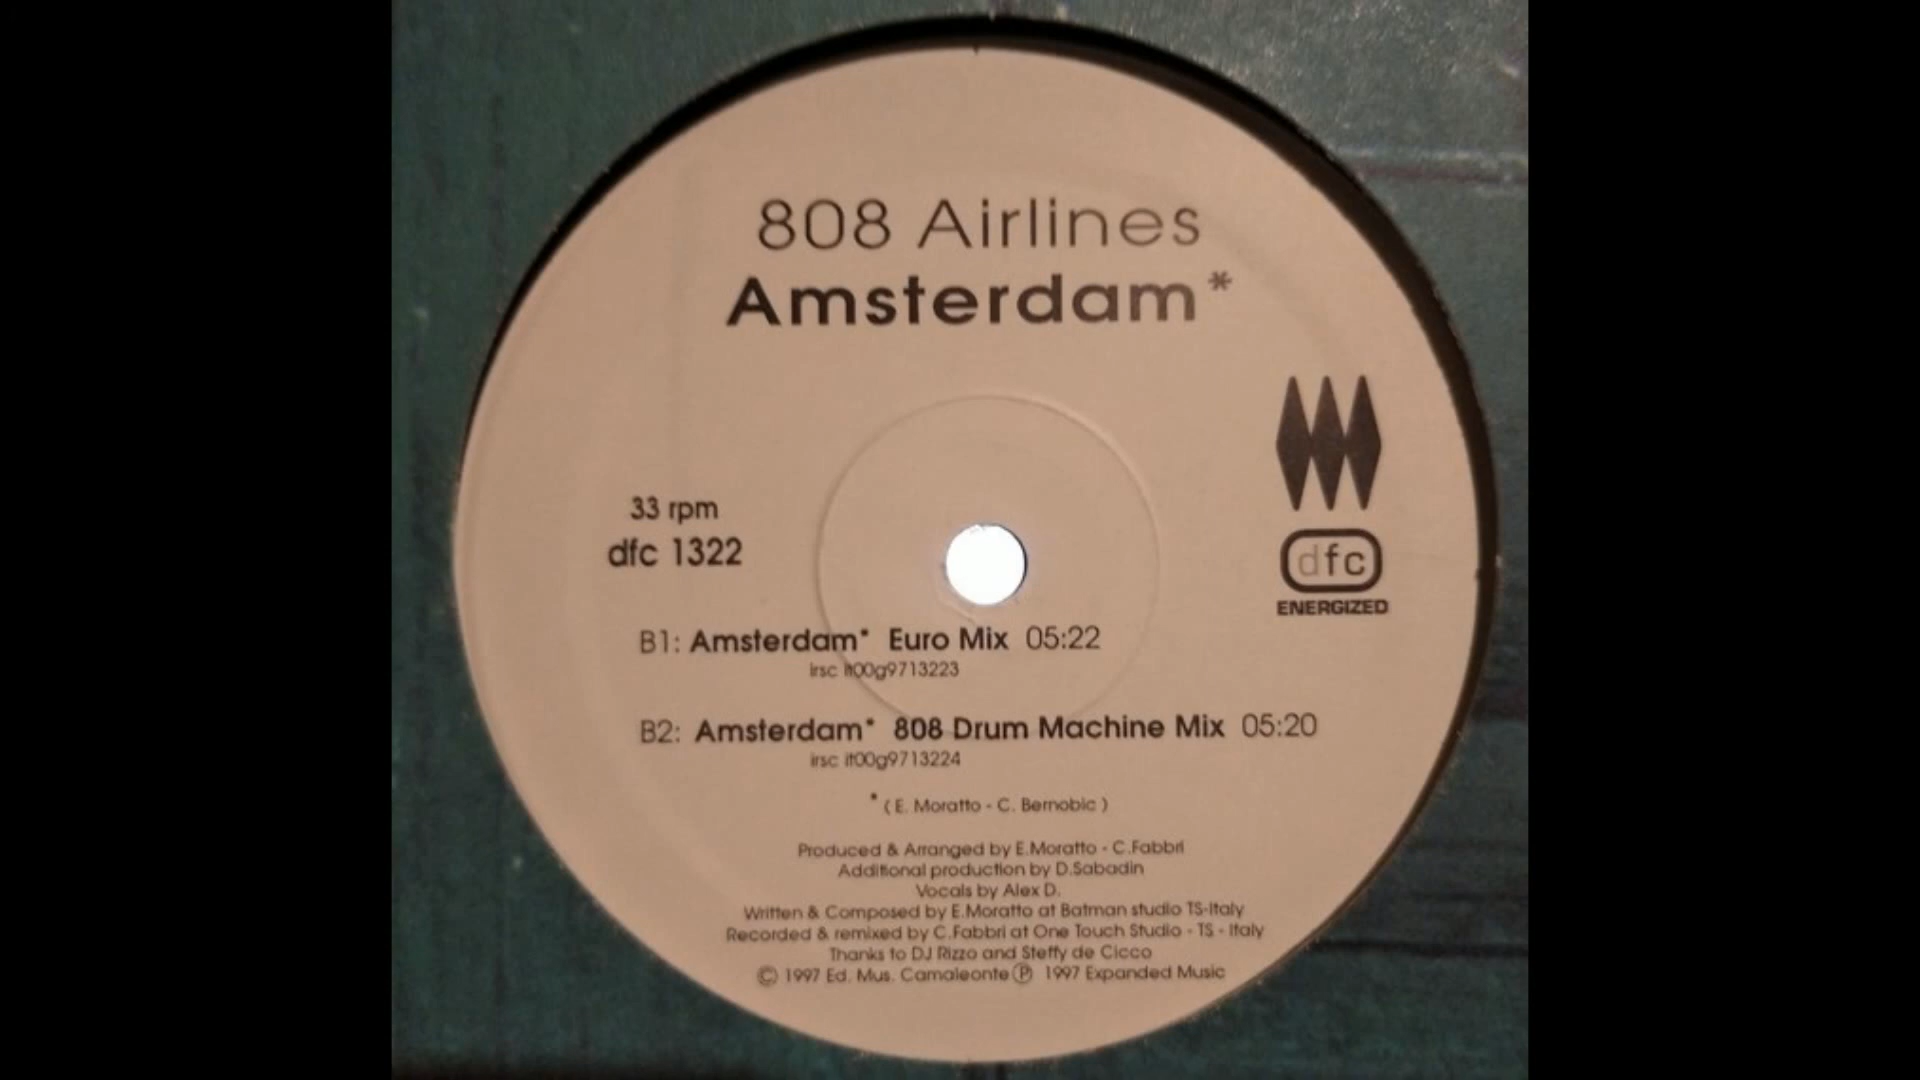 808 Airlines
Amsterdam*
33 rpm
dfc 1322
dfc
ENERGIZED
B1: Amsterdam* Euro Mix 05:22
irsc it00g9713223
B2: Amsterdam* 808 Drum Machine Mix 05:20
irsc it00g9713224
* ( E. Moratto - C. Bernobic )
Produced & Arranged by E.Moratto - C.Fabbri
Additional production by D.Sabadin
Vocals by Alex D.
Written & Composed by E.Moratto at Batman studio TS-Italy
Recorded & remixed by C.Fabbri at One Touch Studio - TS - Italy
Thanks to DJ Rizzo and Steffy de Cicco
© 1997 Ed. Mus. Camaleonte ℗ 1997 Expanded Music